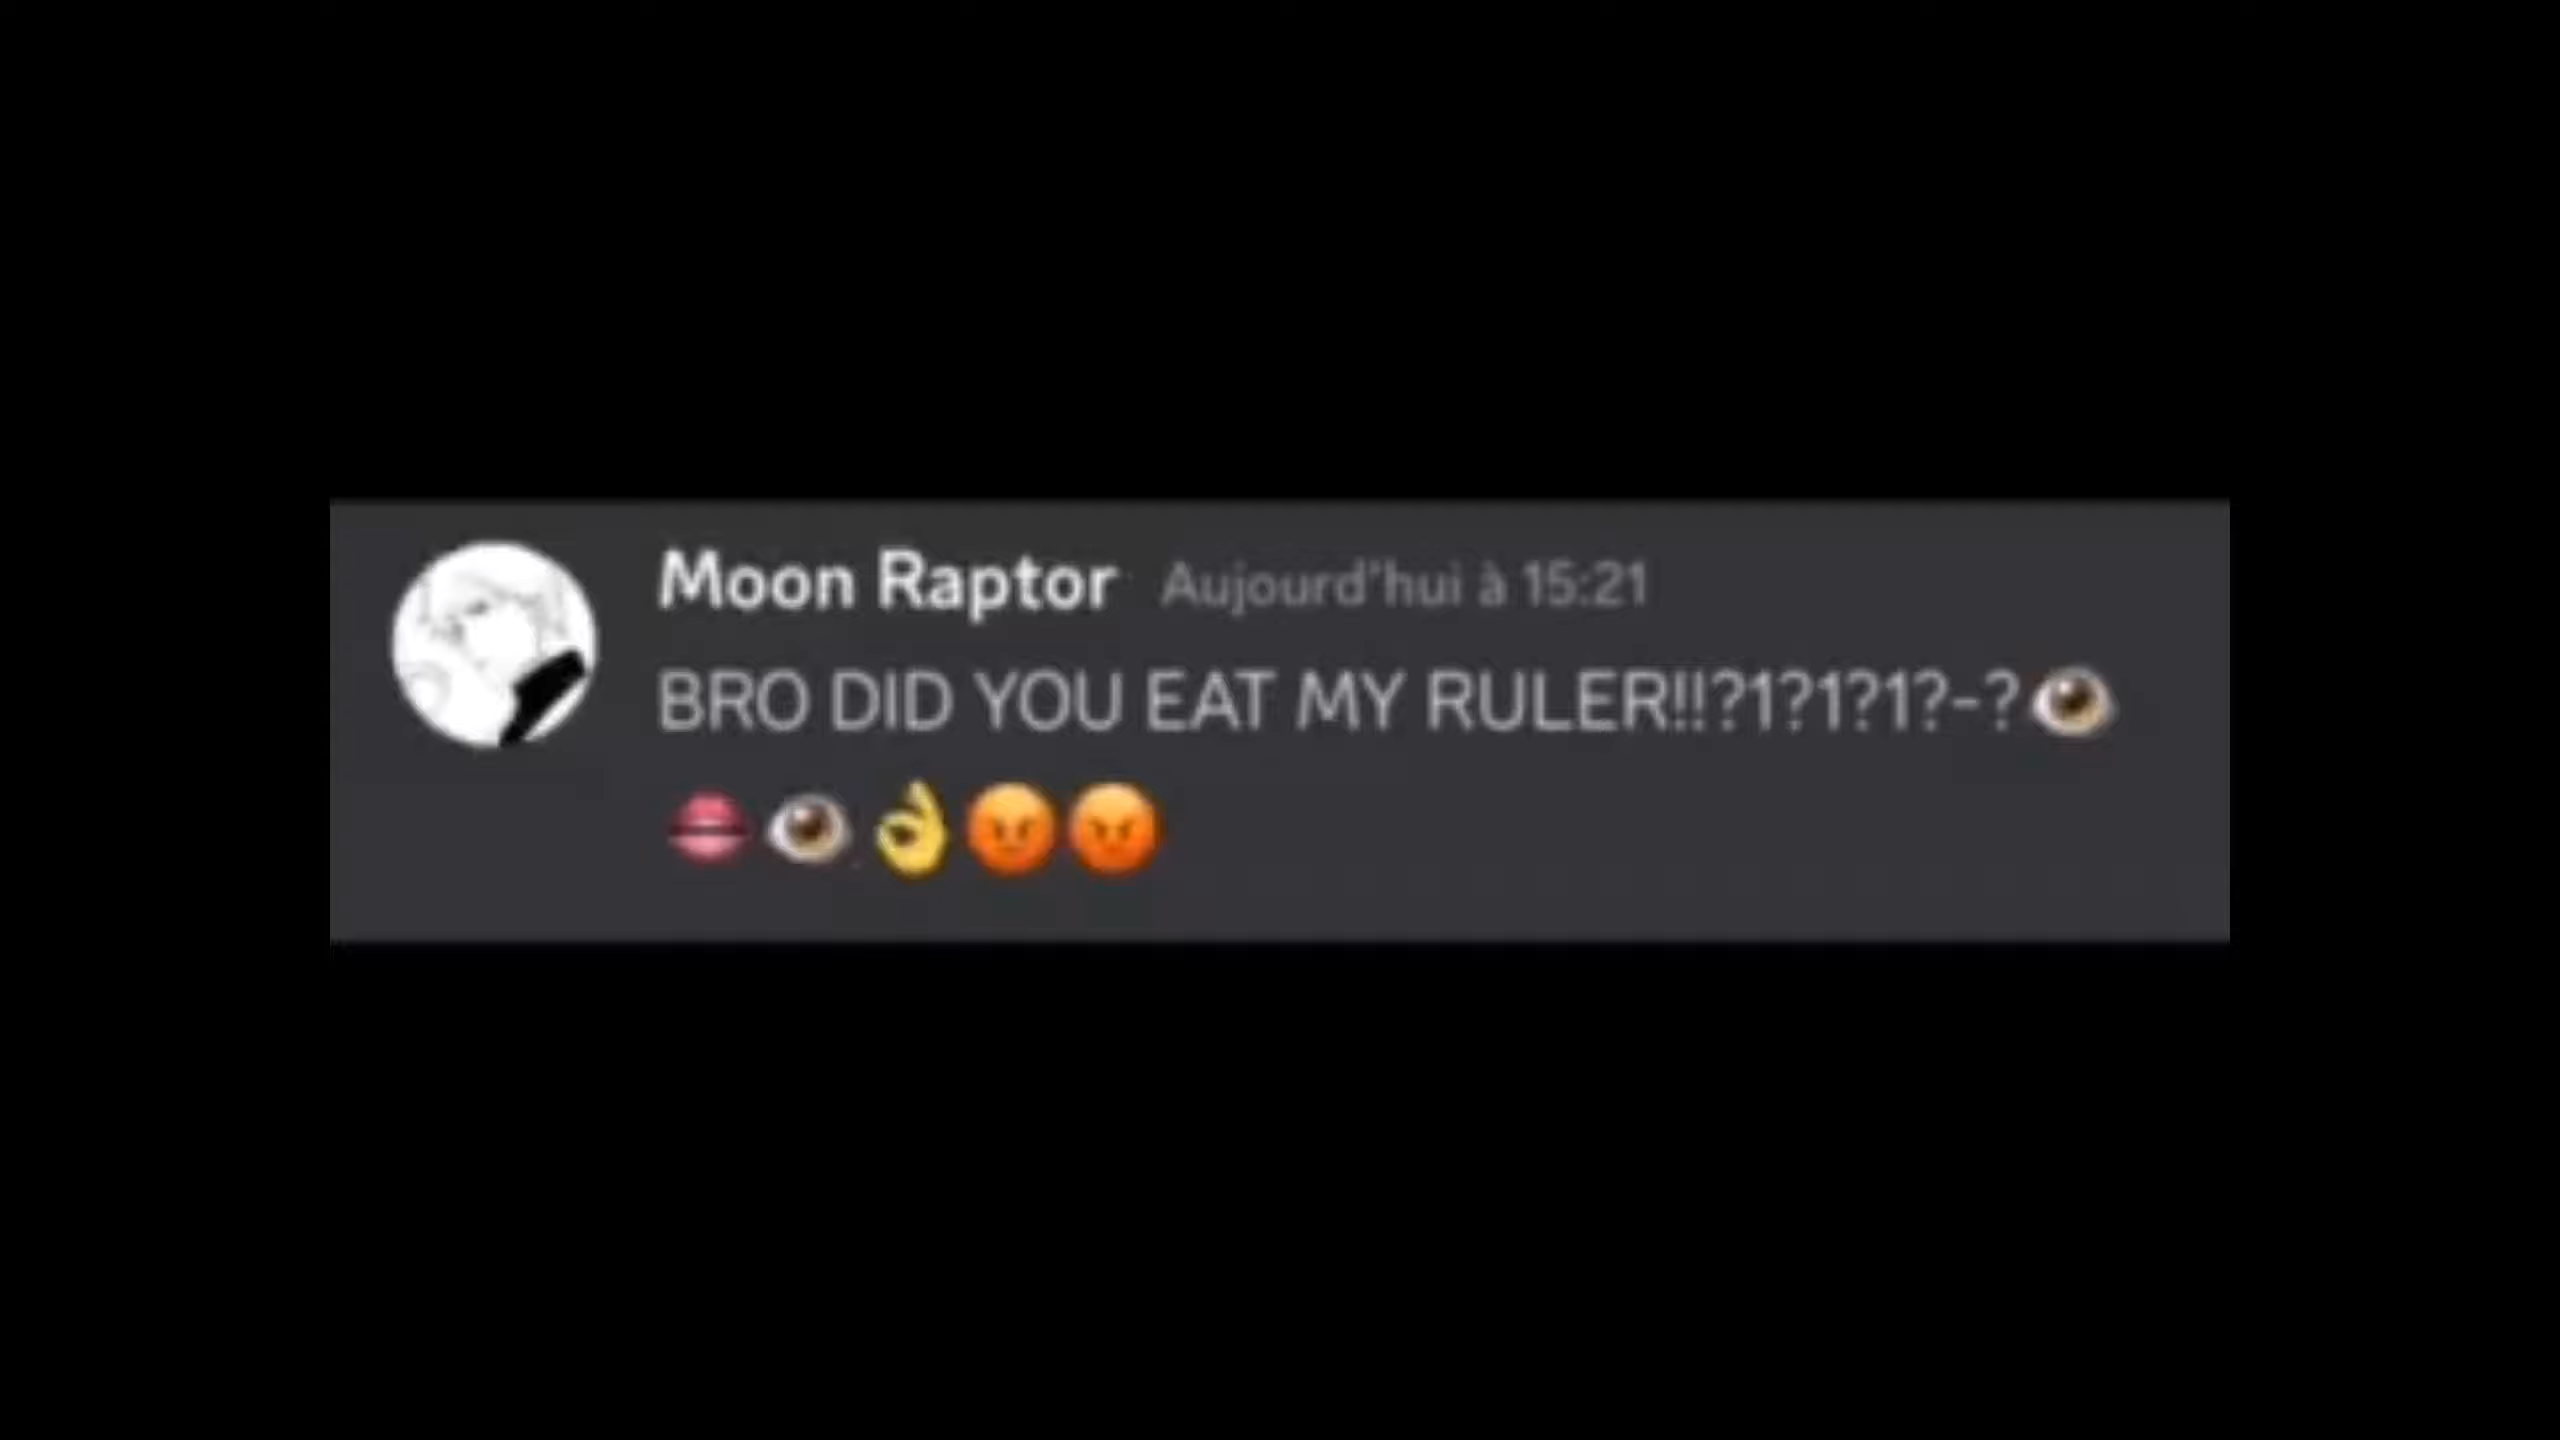 Moon Raptor Aujourd'hui à 15:21
BRO DID YOU EAT MY RULER!!?1?1?1?-?👁
👄👁👌😡😡